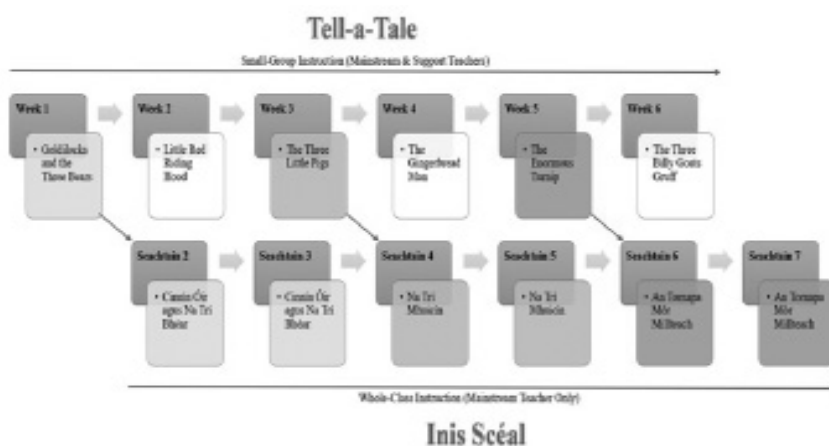 Tell-a-Tale
Small-Group Instruction (Mainstream & Support Teachers)
Week 1
Week 2
Week 3
Week 4
Week 5
Week 6
• Goldilocks
and the
Three Bears
• Little Red
Riding
Hood
• The Three
Little Pigs
• The
Gingerbread
Man
• The
Enormous
Turnip
• The Three
Billy Goats
Gruff
Seachtain 2
Seachtain 3
Seachtain 4
Seachtain 5
Seachtain 6
Seachtain 7
• Cinnín Óir
agus Na Trí
Bhéar
• Cinnín Óir
agus Na Trí
Bhéar
• Na Trí
Mhuicín
• Na Trí
Mhuicín
• An Tornapa
Mór
Millteach
• An Tornapa
Mór
Millteach
Whole-Class Instruction (Mainstream Teacher Only)
Inis Scéal